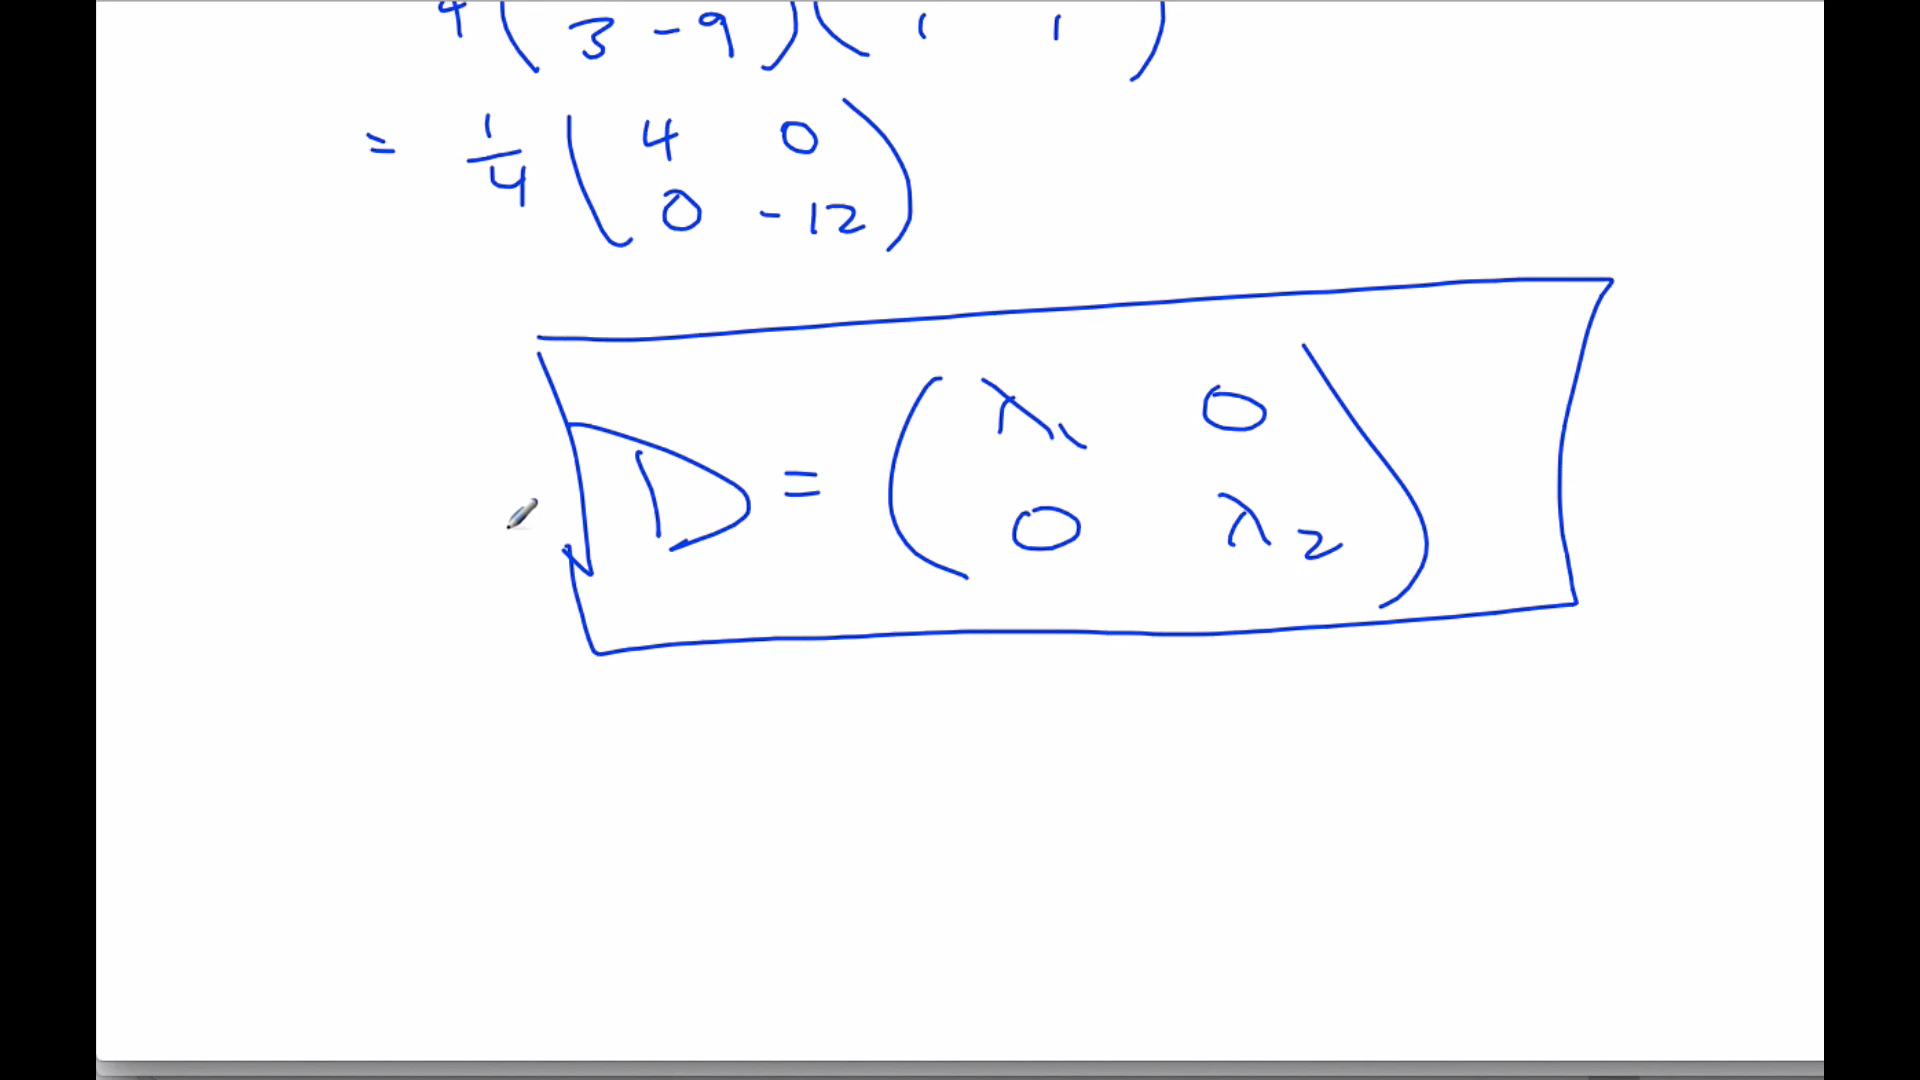 4 ( 3 -9 ) ( 1 1 )
= 1/4 ( 4 0
0 -12 )
D = ( λ1 0
0 λ2 )